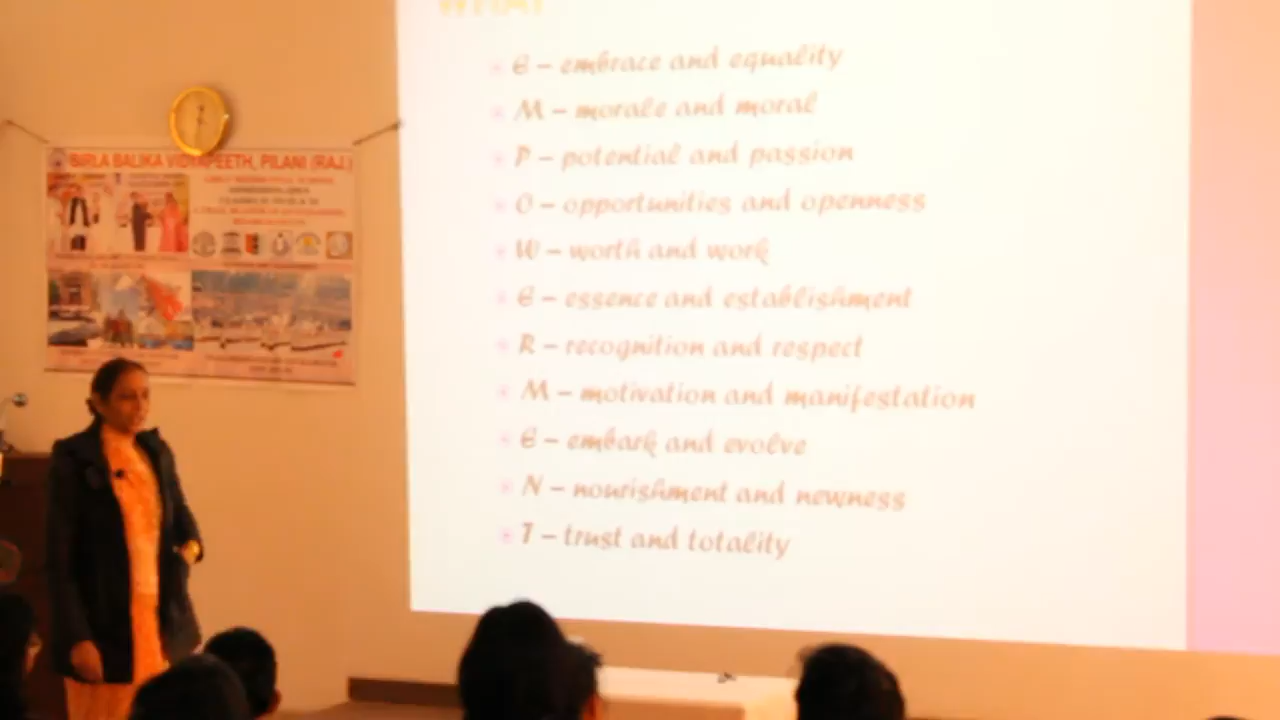 WHAT
E – embrace and equality
M – morale and moral
P – potential and passion
O – opportunities and openness
W – worth and work
E – essence and establishment
R – recognition and respect
M – motivation and manifestation
E – embark and evolve
N – nourishment and newness
T – trust and totality
BIRLA BALIKA VIDYAPEETH, PILANI (RAJ.)